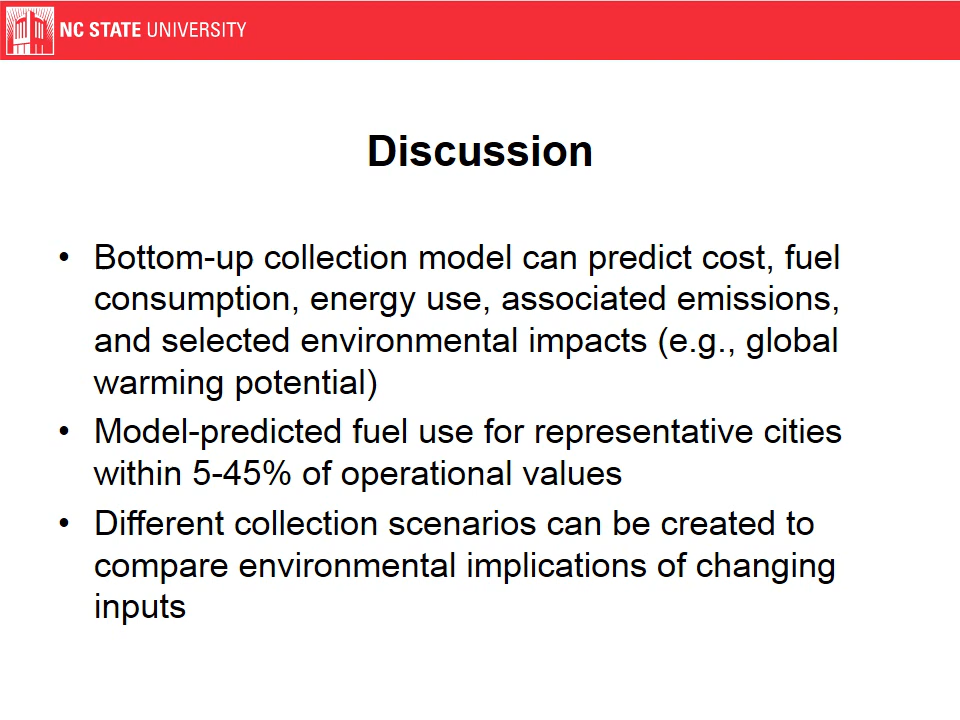 NC STATE UNIVERSITY
Discussion
• Bottom-up collection model can predict cost, fuel
consumption, energy use, associated emissions,
and selected environmental impacts (e.g., global
warming potential)
• Model-predicted fuel use for representative cities
within 5-45% of operational values
• Different collection scenarios can be created to
compare environmental implications of changing
inputs